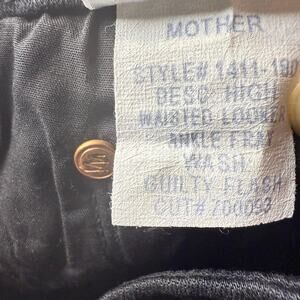 MOTHER
STYLE# 1411-180
DESC: HIGH
WAISTED LOOKER
ANKLE FRAY
WASH:
GUILTY FLASH
CUT# 700093